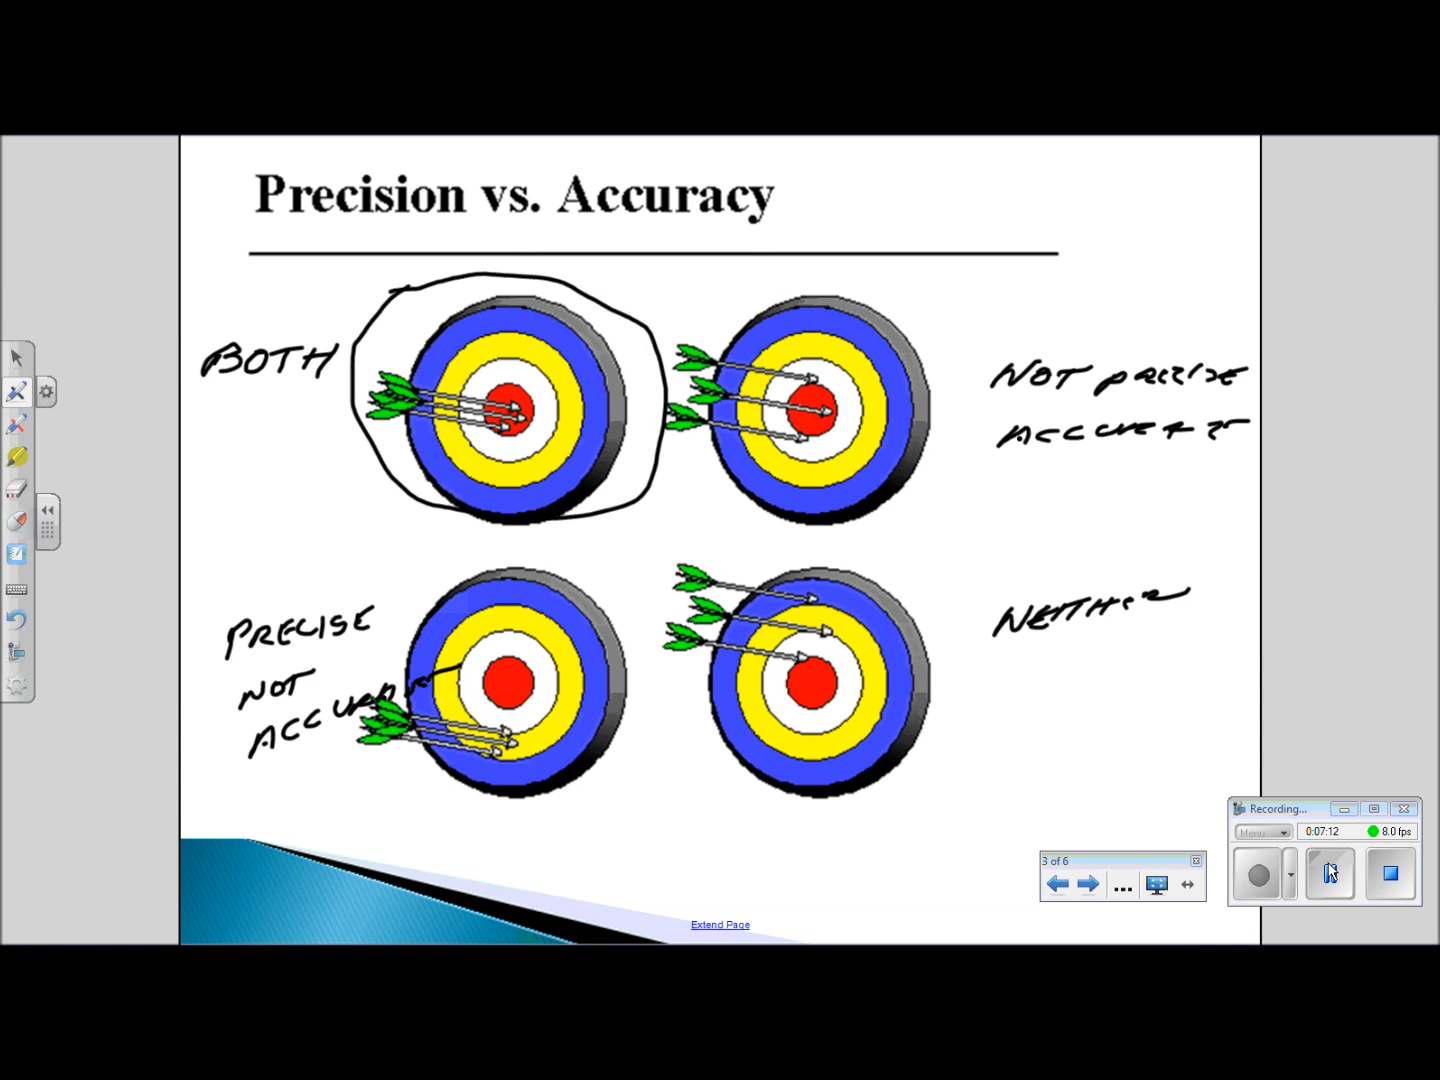 Precision vs. Accuracy
BOTH
NOT PRECISE
ACCURATE
PRECISE
NOT
ACCURATE
NEITHER
Recording...
Menu
0:07:12
8.0 fps
3 of 6
...
Extend Page